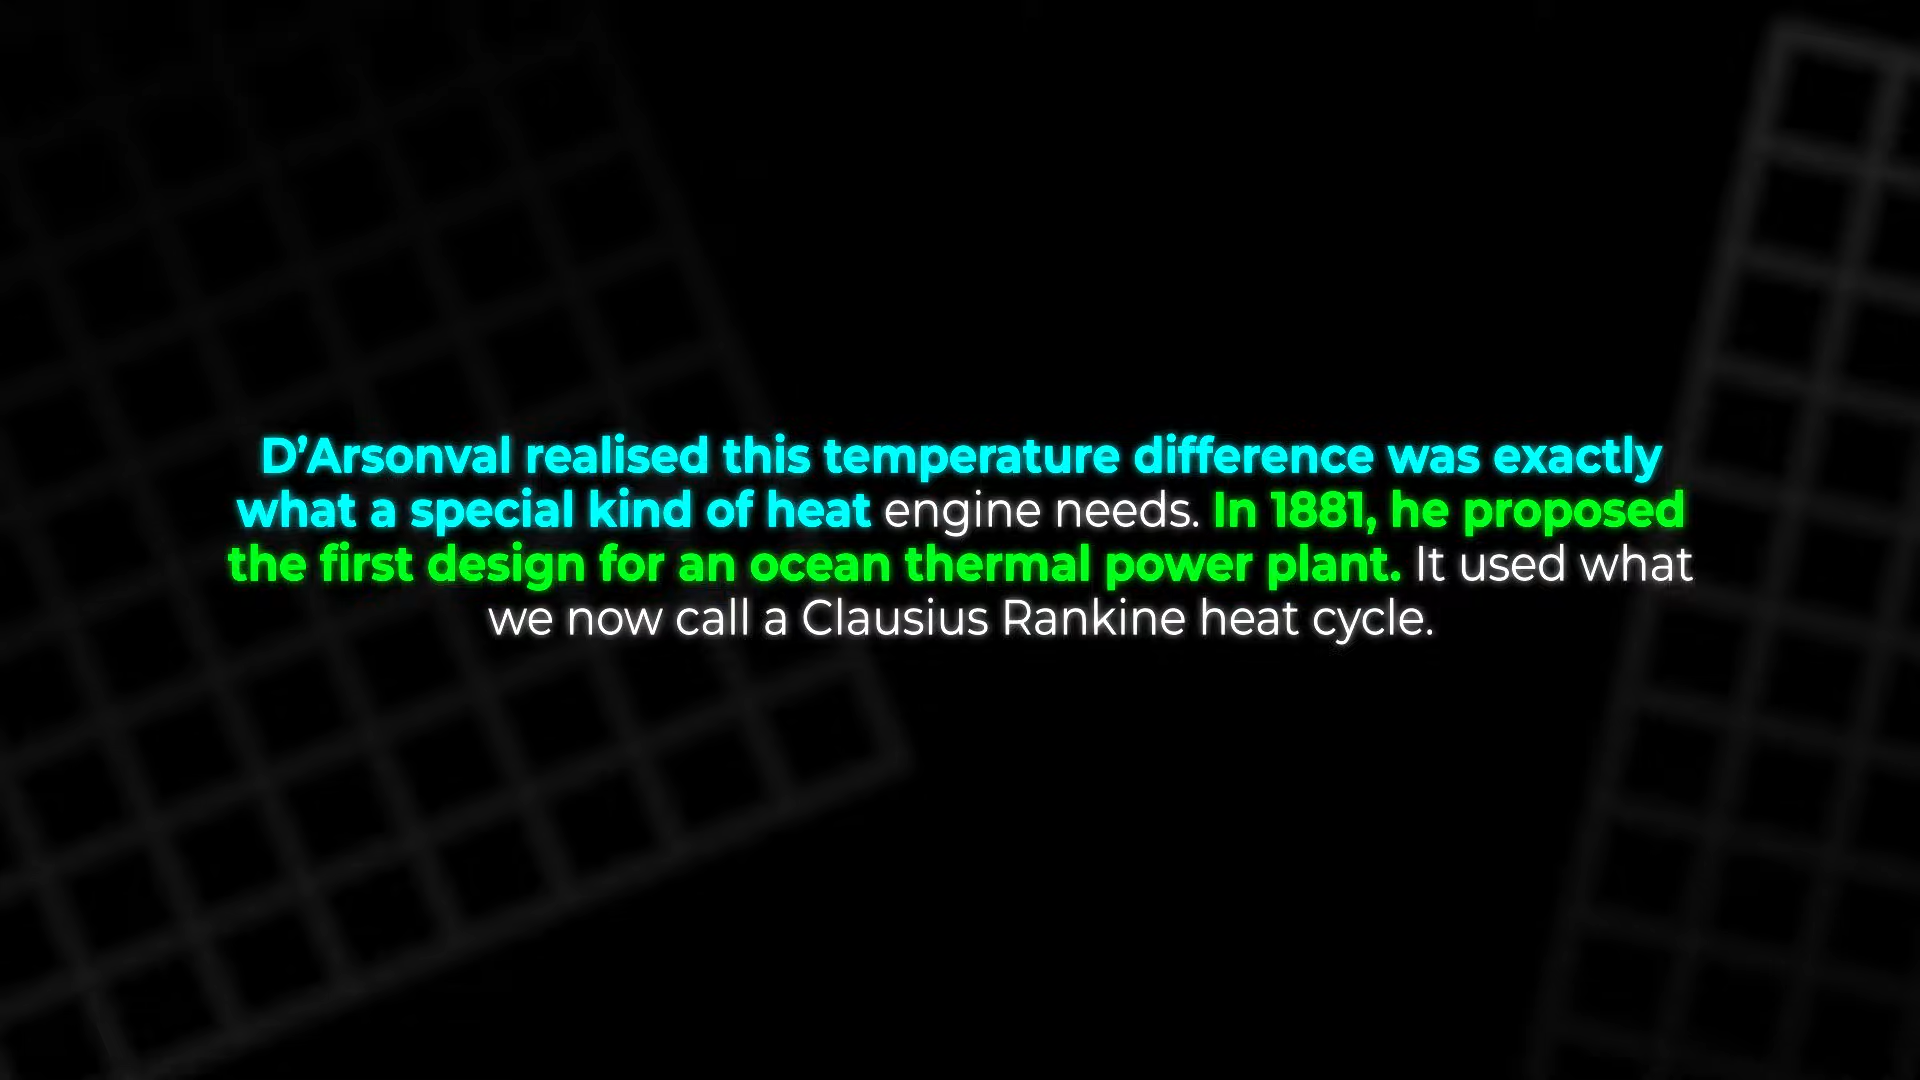 D’Arsonval realised this temperature difference was exactly
what a special kind of heat engine needs. In 1881, he proposed
the first design for an ocean thermal power plant. It used what
we now call a Clausius Rankine heat cycle.